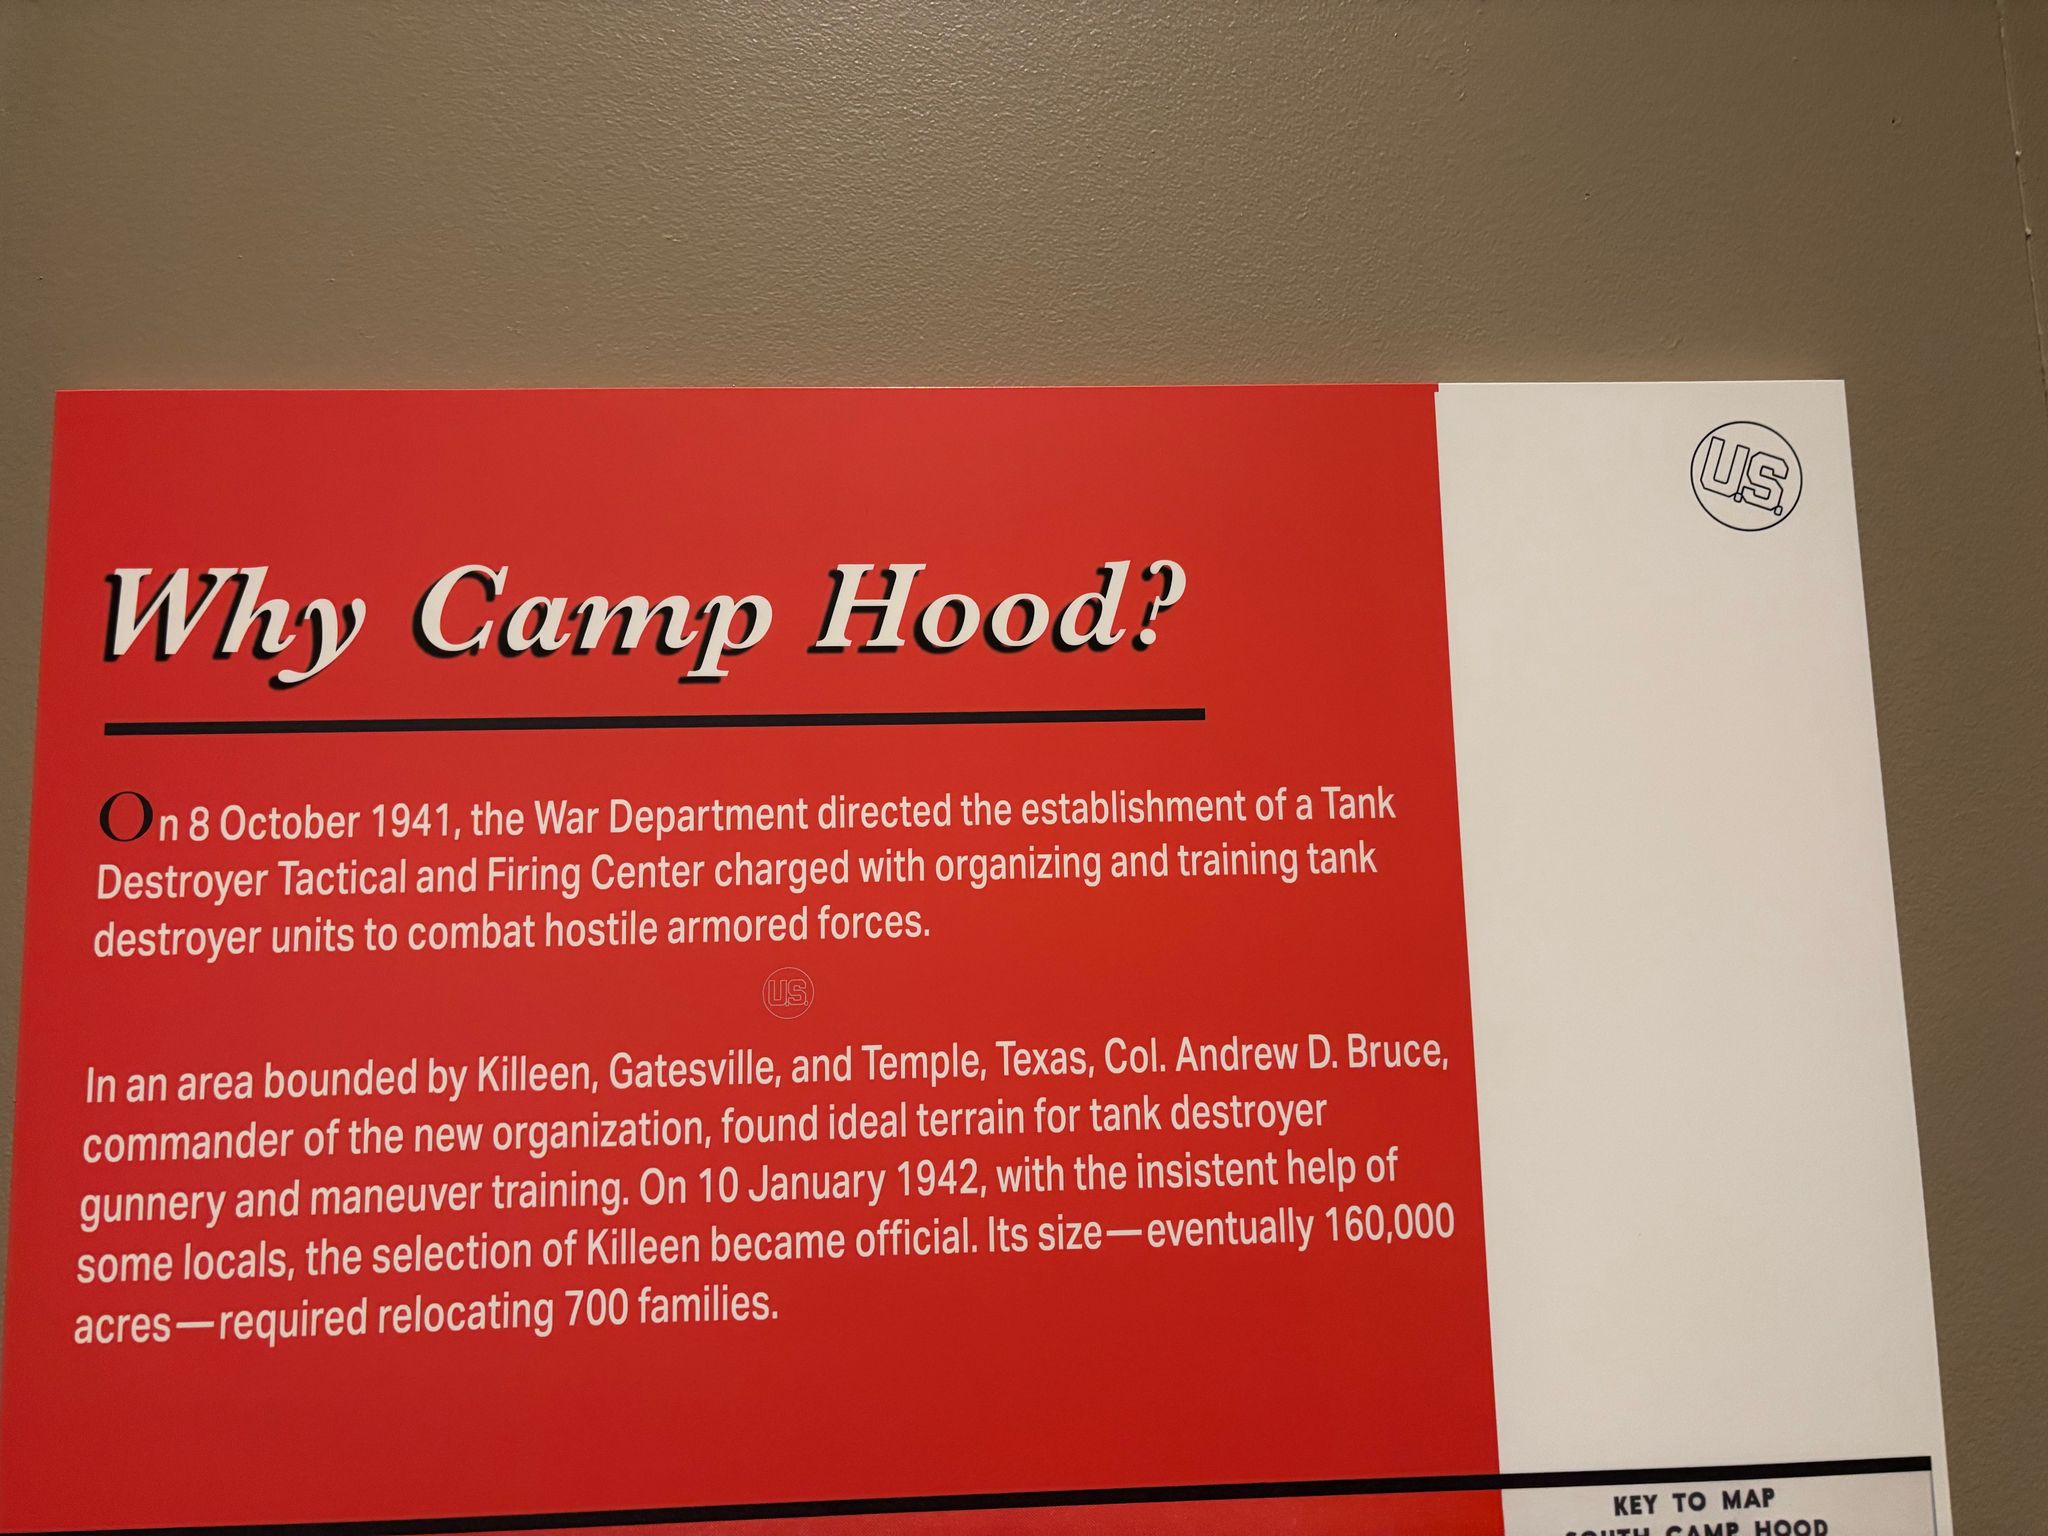 U.S.
Why Camp Hood?
On 8 October 1941, the War Department directed the establishment of a Tank
Destroyer Tactical and Firing Center charged with organizing and training tank
destroyer units to combat hostile armored forces.
U.S.
In an area bounded by Killeen, Gatesville, and Temple, Texas, Col. Andrew D. Bruce,
commander of the new organization, found ideal terrain for tank destroyer
gunnery and maneuver training. On 10 January 1942, with the insistent help of
some locals, the selection of Killeen became official. Its size—eventually 160,000
acres—required relocating 700 families.
KEY TO MAP
SOUTH CAMP HOOD